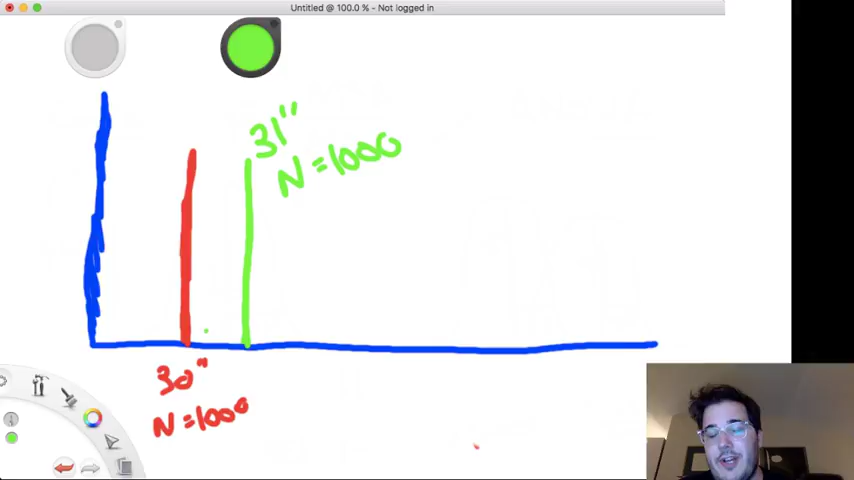 Untitled @ 100.0 % - Not logged in
31"
N=1000
30"
N=1000